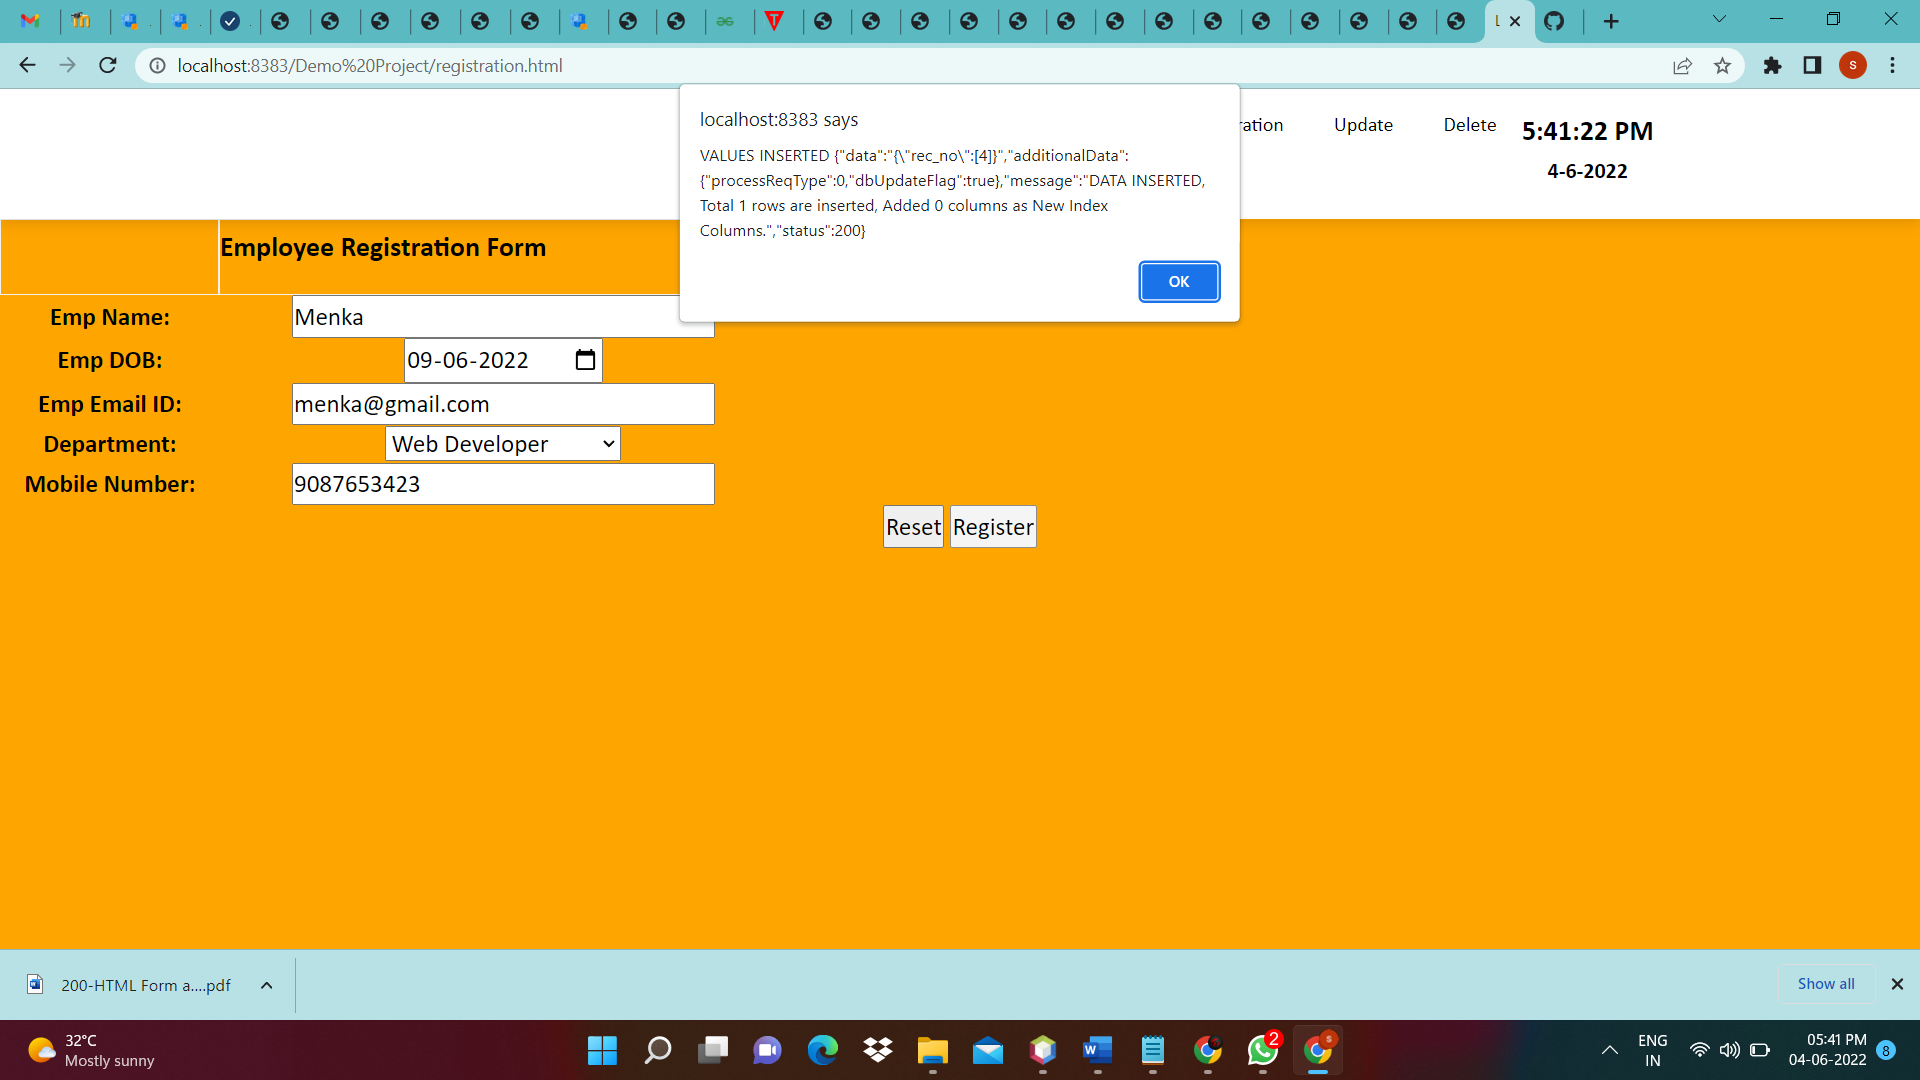 L
localhost:8383/Demo%20Project/registration.html
S
localhost:8383 says
VALUES INSERTED {"data":"{\"rec_no\":[4]}","additionalData":
{"processReqType":0,"dbUpdateFlag":true},"message":"DATA INSERTED,
Total 1 rows are inserted, Added 0 columns as New Index
Columns.","status":200}
OK
ration Update Delete 5:41:22 PM
4-6-2022
Employee Registration Form
Emp Name: Menka
Emp DOB: 09-06-2022
Emp Email ID: menka@gmail.com
Department: Web Developer
Mobile Number: 9087653423
Reset Register
200-HTML Form a....pdf
Show all
32°C
Mostly sunny
2
S
ENG
IN
05:41 PM
04-06-2022
8